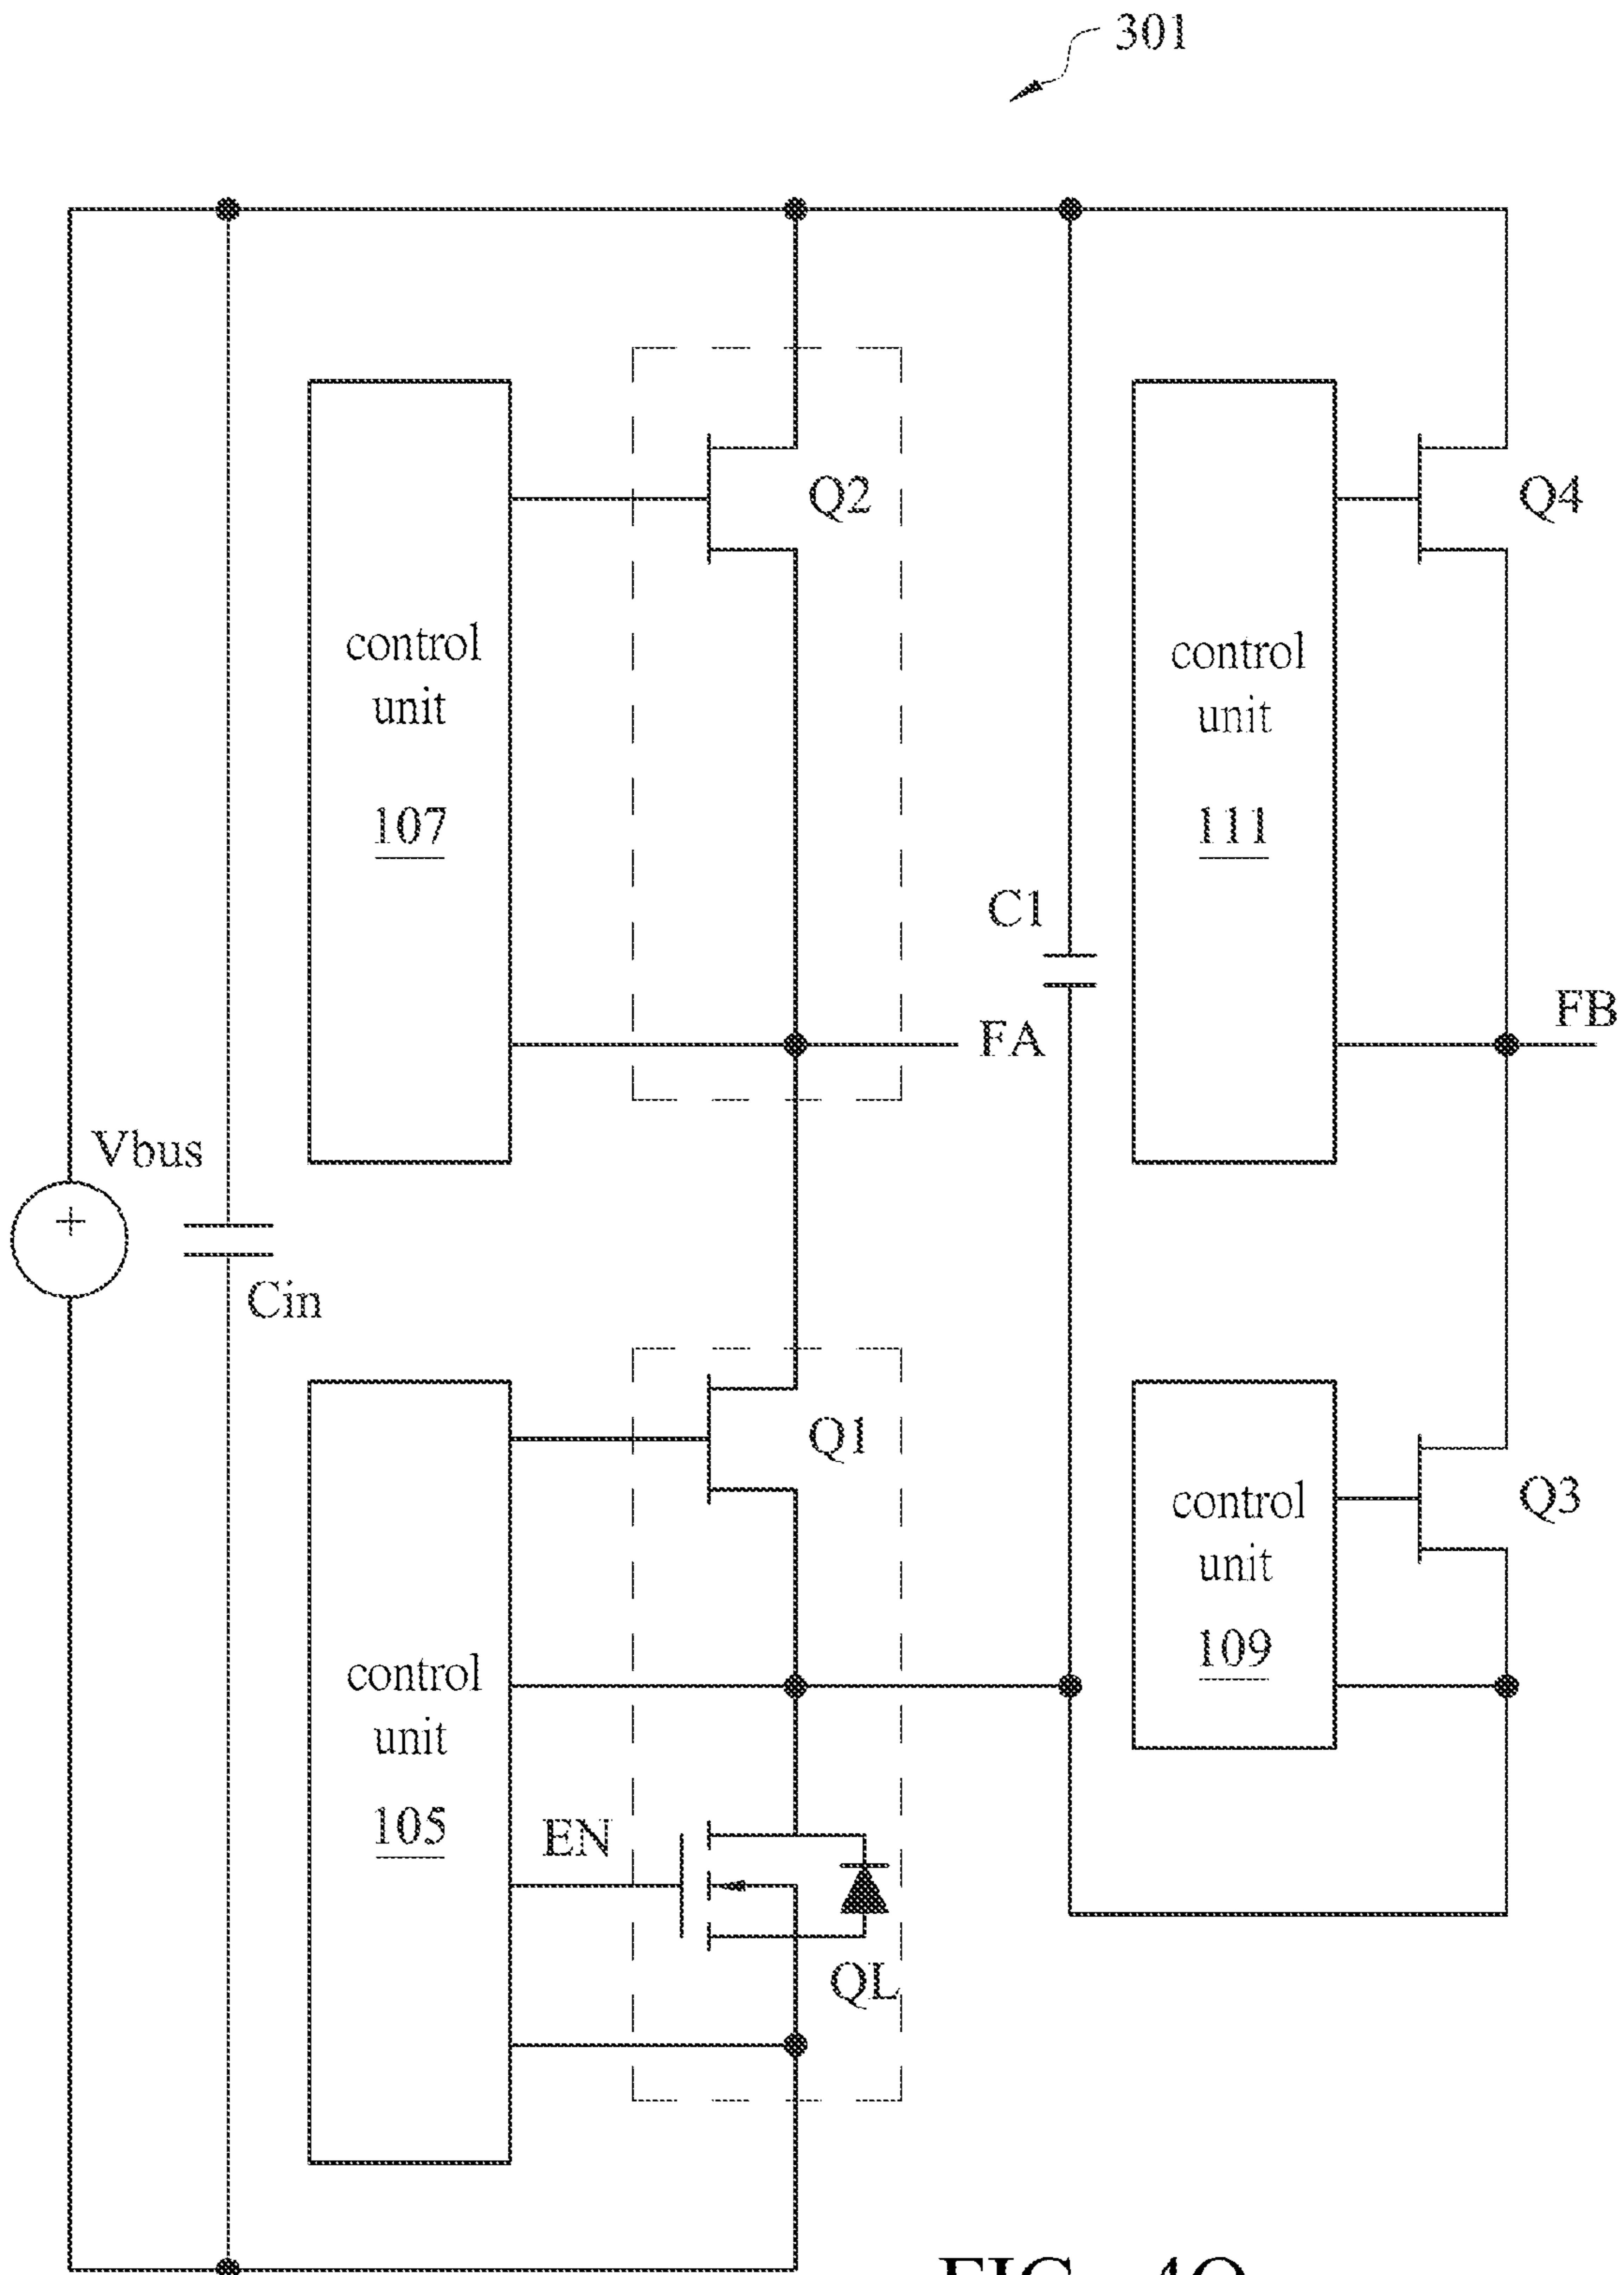 301
Q2
Q4
control
unit
107
control
unit
111
C1
FA
FB
Vbus
+
Cin
Q1
Q3
control
unit
109
control
unit
105
EN
QL